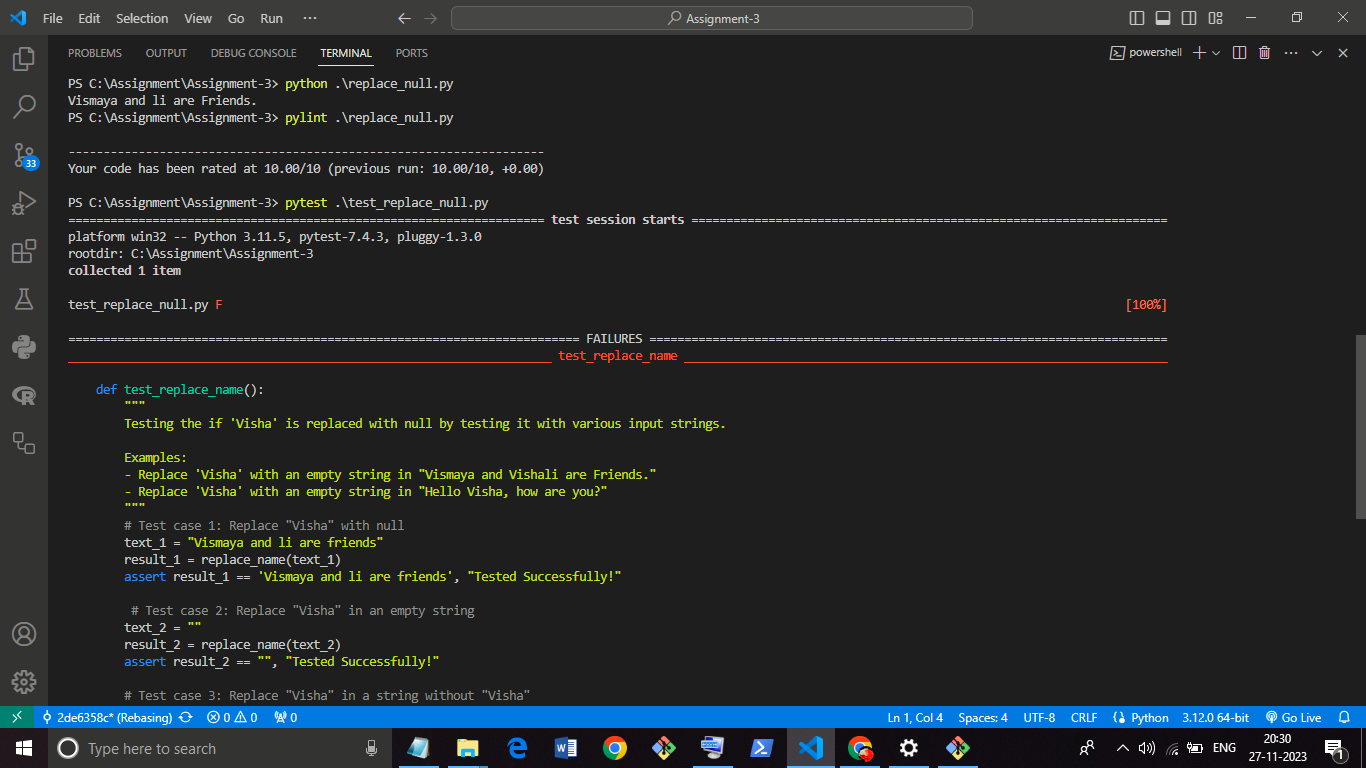 File Edit Selection View Go Run ··· Assignment-3
PROBLEMS OUTPUT DEBUG CONSOLE TERMINAL PORTS powershell
PS C:\Assignment\Assignment-3> python .\replace_null.py
Vismaya and li are Friends.
PS C:\Assignment\Assignment-3> pylint .\replace_null.py
--------------------------------------------------------------------
Your code has been rated at 10.00/10 (previous run: 10.00/10, +0.00)
PS C:\Assignment\Assignment-3> pytest .\test_replace_null.py
==================================================================== test session starts ====================================================================
platform win32 -- Python 3.11.5, pytest-7.4.3, pluggy-1.3.0
rootdir: C:\Assignment\Assignment-3
collected 1 item
test_replace_null.py F [100%]
========================================================================= FAILURES ==========================================================================
_____________________________________________________________________ test_replace_name _____________________________________________________________________
def test_replace_name():
"""
Testing the if 'Visha' is replaced with null by testing it with various input strings.
Examples:
- Replace 'Visha' with an empty string in "Vismaya and Vishali are Friends."
- Replace 'Visha' with an empty string in "Hello Visha, how are you?"
"""
# Test case 1: Replace "Visha" with null
text_1 = "Vismaya and li are friends"
result_1 = replace_name(text_1)
assert result_1 == 'Vismaya and li are friends', "Tested Successfully!"
# Test case 2: Replace "Visha" in an empty string
text_2 = ""
result_2 = replace_name(text_2)
assert result_2 == "", "Tested Successfully!"
# Test case 3: Replace "Visha" in a string without "Visha"
33
2de6358c* (Rebasing) 0 0 0 Ln 1, Col 4 Spaces: 4 UTF-8 CRLF Python 3.12.0 64-bit Go Live
Type here to search ENG 20:30
27-11-2023 1